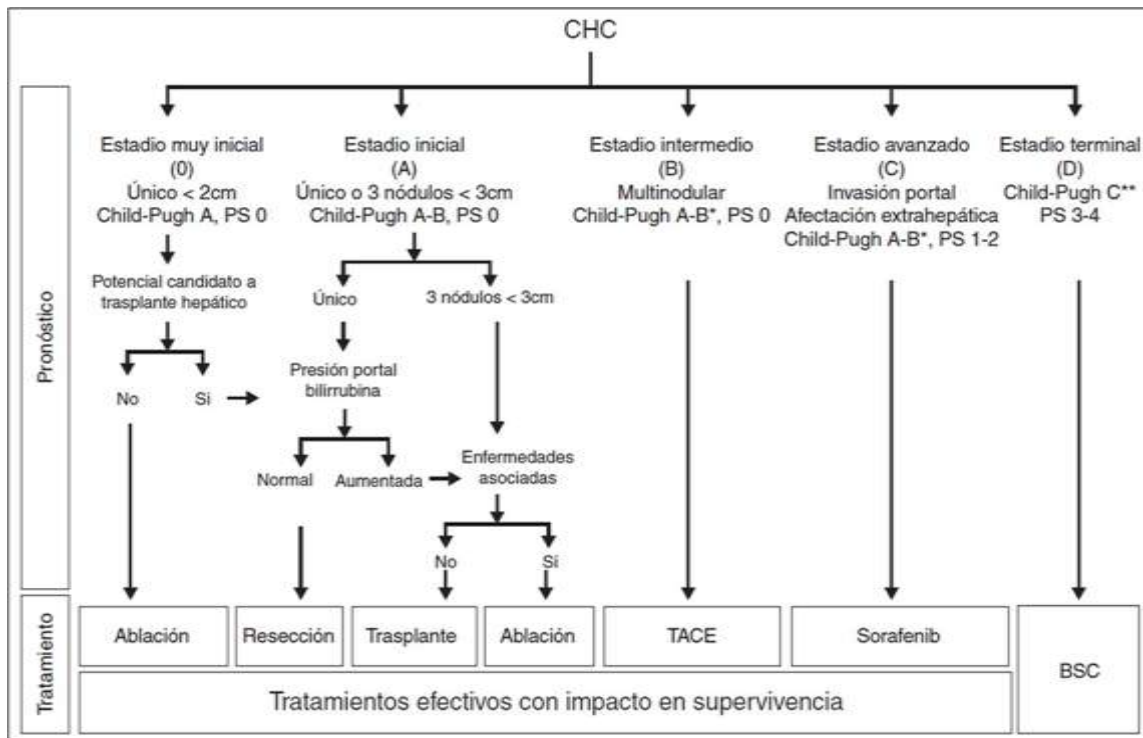 CHC
Pronóstico
Estadio muy inicial
(0)
Único < 2cm
Child-Pugh A, PS 0
Estadio inicial
(A)
Único o 3 nódulos < 3cm
Child-Pugh A-B, PS 0
Estadio intermedio
(B)
Multinodular
Child-Pugh A-B*, PS 0
Estadio avanzado
(C)
Invasión portal
Afectación extrahepática
Child-Pugh A-B*, PS 1-2
Estadio terminal
(D)
Child-Pugh C**
PS 3-4
Potencial candidato a
trasplante hepático
No
Si
Único
3 nódulos < 3cm
Presión portal
bilirrubina
Normal
Aumentada
Enfermedades
asociadas
No
Sí
Tratamiento
Ablación
Resección
Trasplante
Ablación
TACE
Sorafenib
BSC
Tratamientos efectivos con impacto en supervivencia